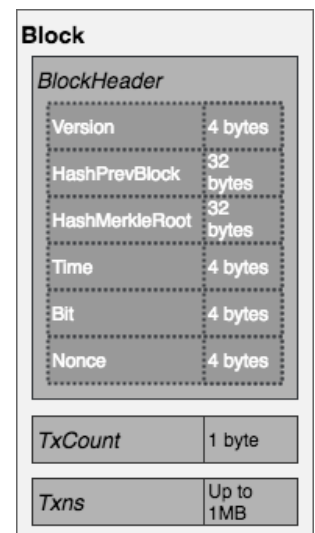 Block
BlockHeader
Version 4 bytes
HashPrevBlock 32 bytes
HashMerkleRoot 32 bytes
Time 4 bytes
Bit 4 bytes
Nonce 4 bytes
TxCount 1 byte
Txns Up to 1MB